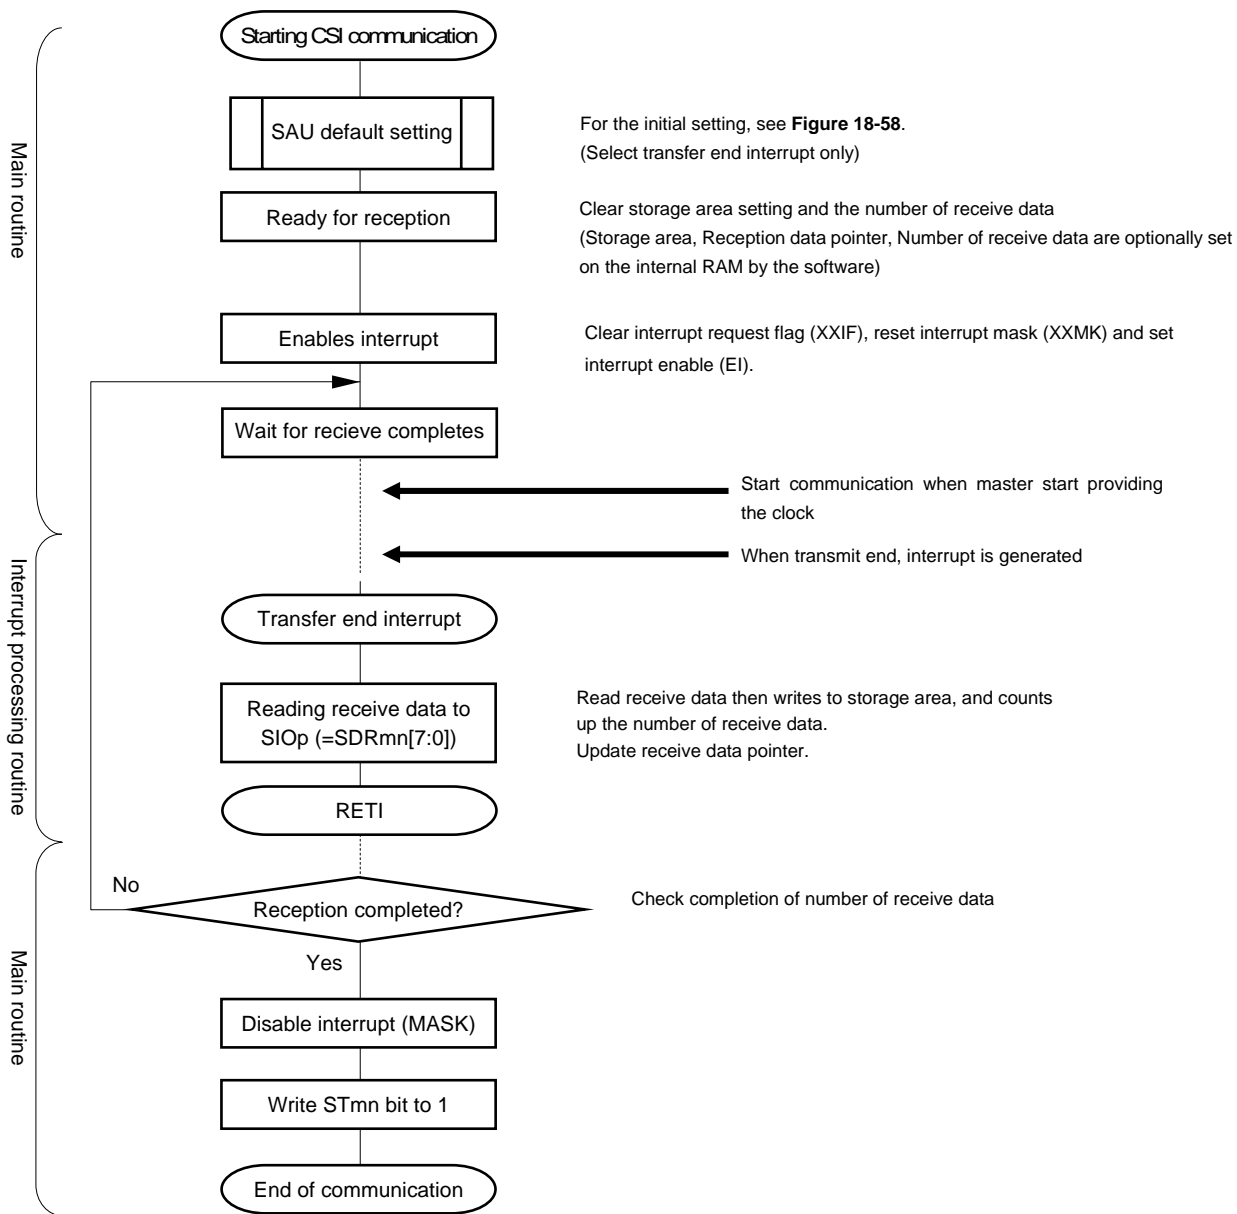 Starting CSI communication
SAU default setting
For the initial setting, see Figure 18-58.
(Select transfer end interrupt only)
Main routine
Ready for reception
Clear storage area setting and the number of receive data
(Storage area, Reception data pointer, Number of receive data are optionally set
on the internal RAM by the software)
Enables interrupt
Clear interrupt request flag (XXIF), reset interrupt mask (XXMK) and set
interrupt enable (EI).
Wait for recieve completes
Start communication when master start providing
the clock
When transmit end, interrupt is generated
Interrupt processing routine
Transfer end interrupt
Reading receive data to
SIOp (=SDRmn[7:0])
Read receive data then writes to storage area, and counts
up the number of receive data.
Update receive data pointer.
RETI
No
Reception completed?
Check completion of number of receive data
Yes
Main routine
Disable interrupt (MASK)
Write STmn bit to 1
End of communication